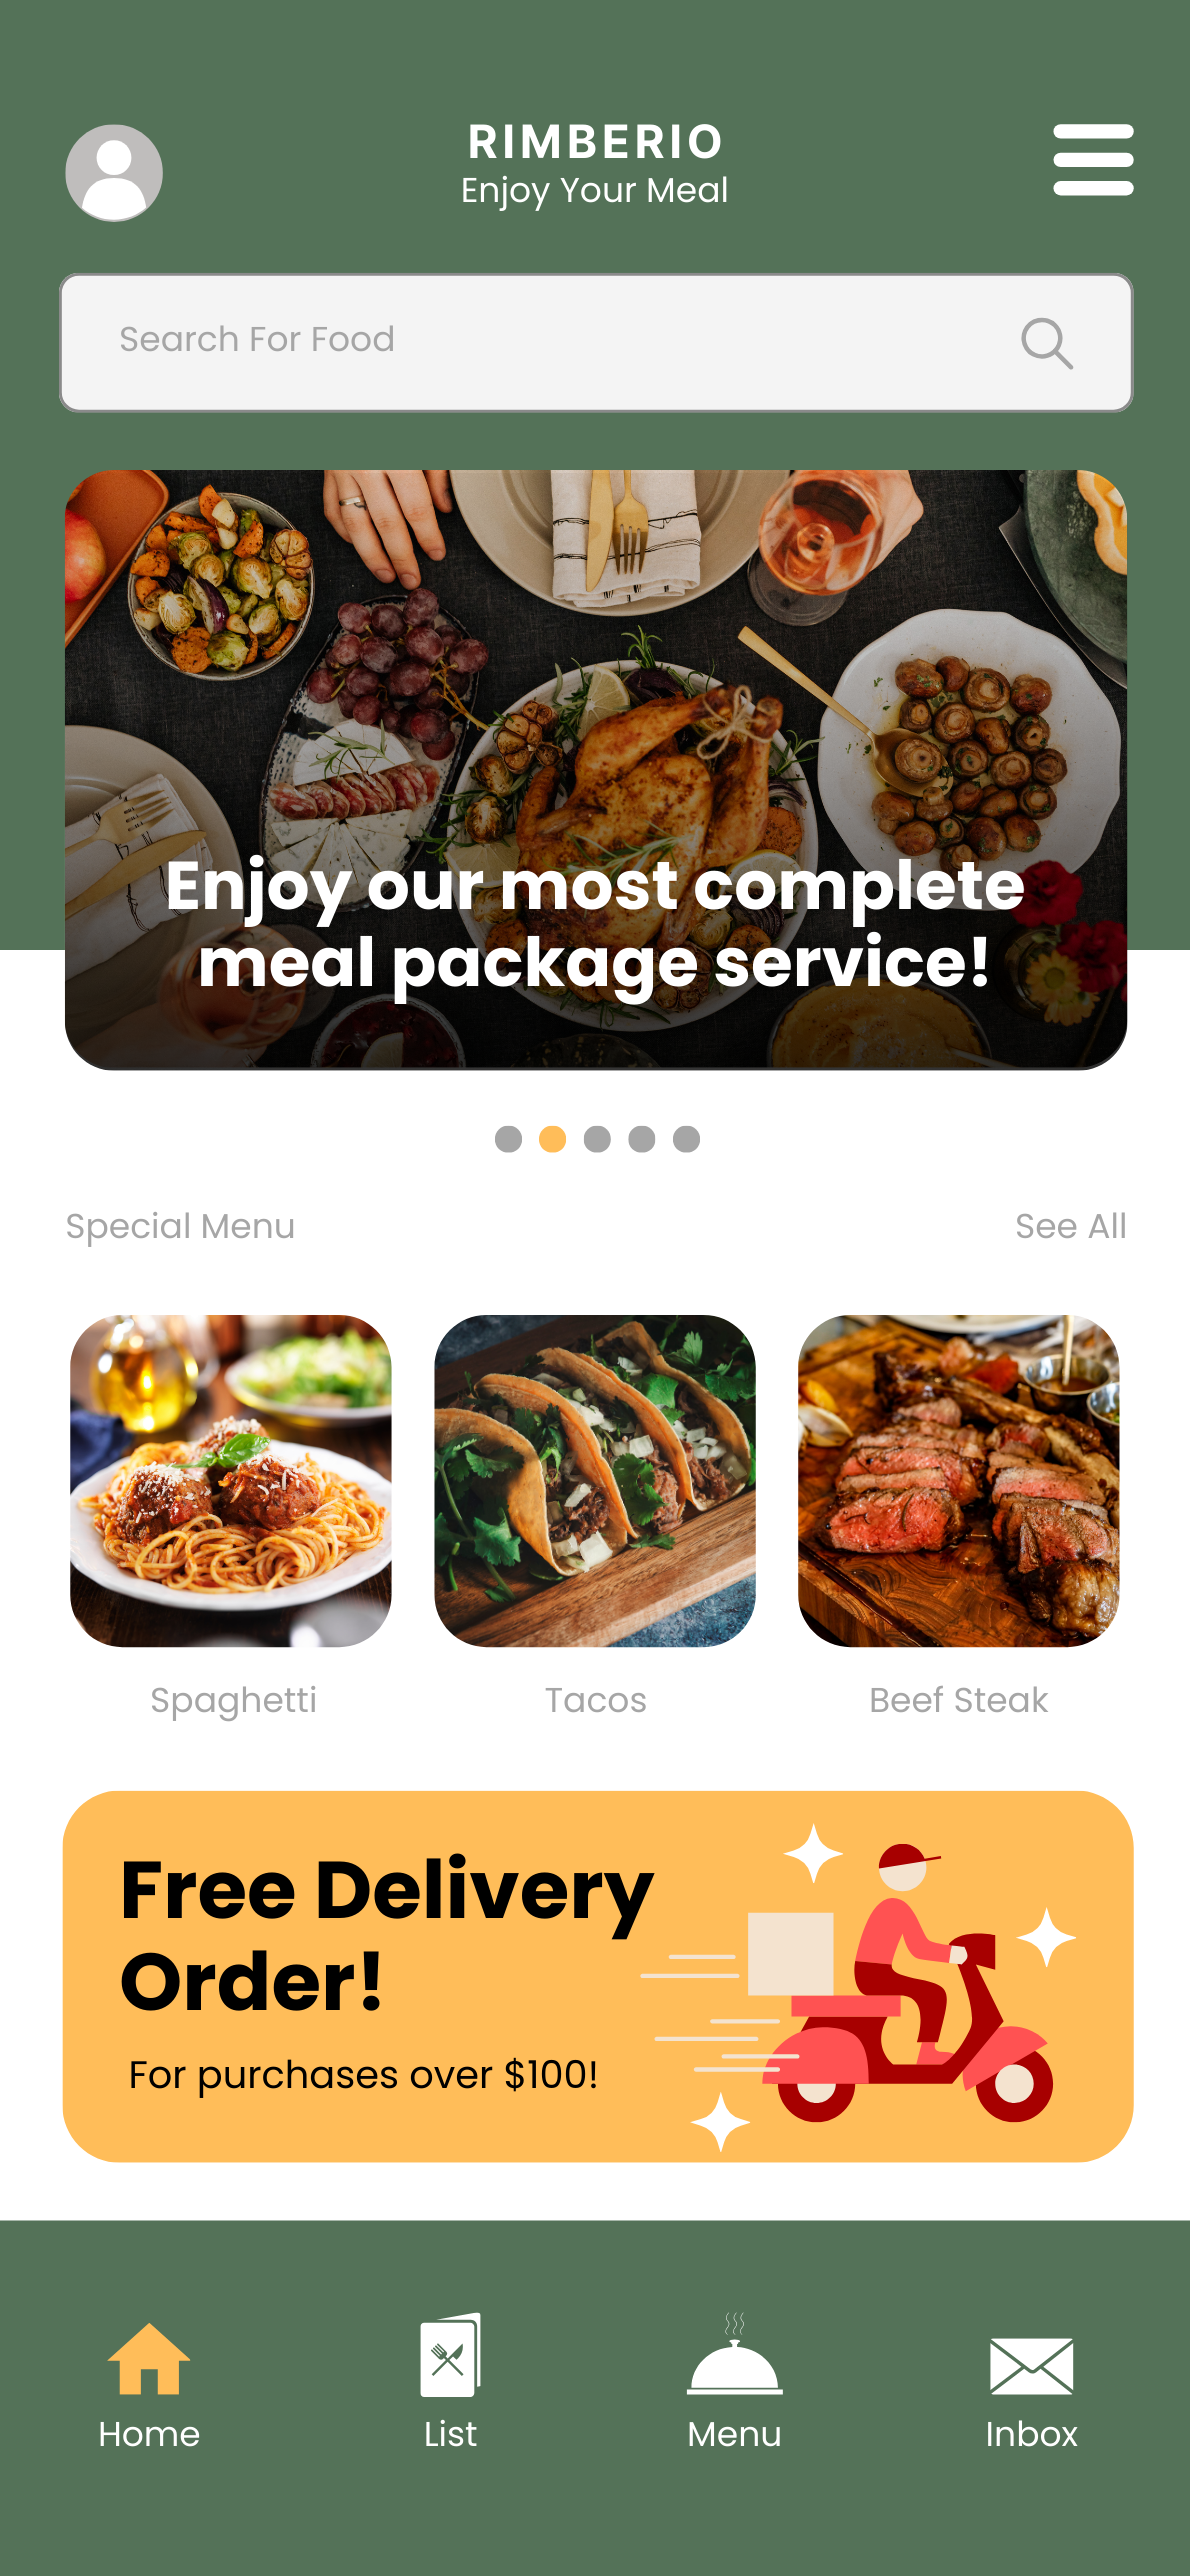 RIMBERIO
Enjoy Your Meal
Search For Food
Enjoy our most complete
meal package service!
Special Menu
See All
Spaghetti
Tacos
Beef Steak
Free Delivery
Order!
For purchases over $100!
Home
List
Menu
Inbox